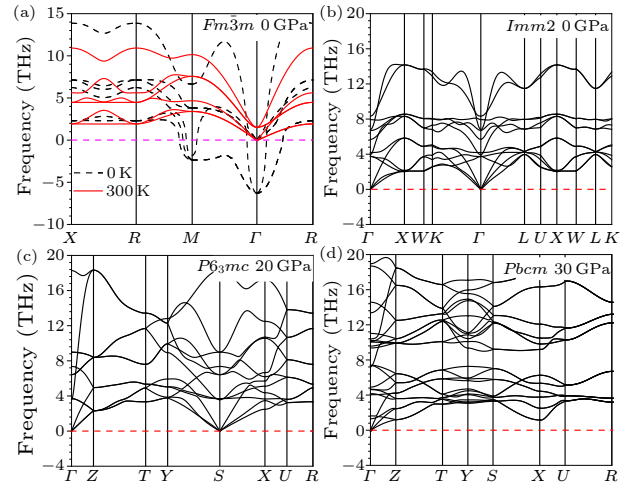 (a)
Fm3̄m 0 GPa
Frequency (THz)
15
10
5
0
−5
−10
0 K
300 K
X R M Γ R
(b)
Imm2 0 GPa
Frequency (THz)
20
16
12
8
4
0
−4
Γ X W K Γ L U X W L K
(c)
P6₃mc 20 GPa
Frequency (THz)
20
16
12
8
4
0
−4
Γ Z T Y S X U R
(d)
Pbcm 30 GPa
Frequency (THz)
20
16
12
8
4
0
−4
Γ Z T Y S X U R